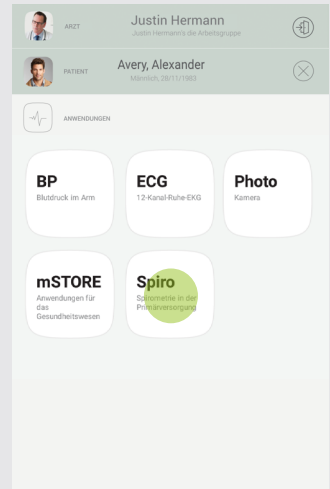 ARZT
Justin Hermann
Justin Hermann's die Arbeitsgruppe
PATIENT
Avery, Alexander
Männlich, 28/11/1983
ANWENDUNGEN
BP
Blutdruck im Arm
ECG
12-Kanal-Ruhe-EKG
Photo
Kamera
mSTORE
Anwendungen für
das
Gesundheitswesen
Spiro
Spirometrie in der
Primärversorgung